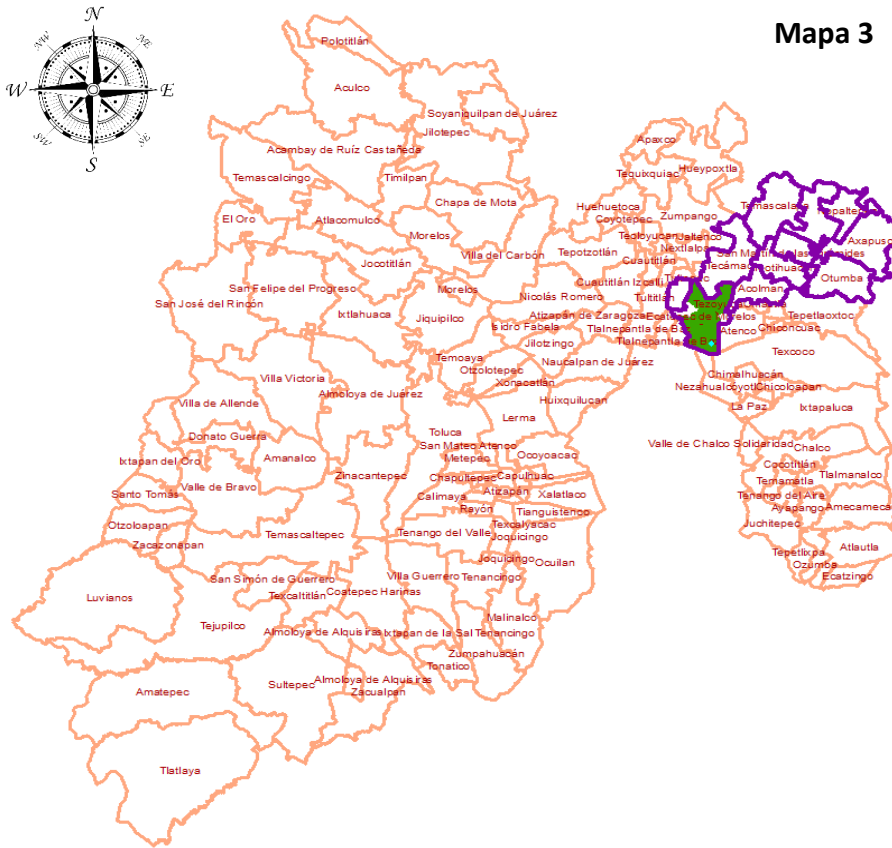 Mapa 3
N
NW
NE
W
E
SW
SE
S
Polotitlán
Aculco
Soyaniquilpan de Juárez
Jilotepec
Acambay de Ruíz Castañeda
Temascalcingo
Timilpan
Chapa de Mota
El Oro
Atlacomulco
Morelos
Villa del Carbón
Jocotitlán
San Felipe del Progreso
San José del Rincón
Ixtlahuaca
Morelos
Jiquipilco
Apaxco
Tequixquiac
Hueypoxtla
Huehuetoca
Coyotepec
Zumpango
Teoloyucan
Jaltenco
Nextlalpan
Tepotzotlán
Cuautitlán
Cuautitlán Izcalli
Tultitlán
Nicolás Romero
Temascalapa
Axapusco
Otumba
Acolman
Tepetlaoxtoc
Atizapán de Zaragoza
Ecatepec de Morelos
Isidro Fabela
Tlalnepantla de B
Atenco
Chiconcuac
Jilotzingo
Tlalnepantla de B
Texcoco
Temoaya
Naucalpan de Juárez
Otzolotepec
Xonacatlán
Chimalhuacán
Nezahualcóyotl
Chicoloapan
Huixquilucan
La Paz
Ixtapaluca
Villa Victoria
Almoloya de Juárez
Lerma
Villa de Allende
Toluca
Donato Guerra
San Mateo Atenco
Ocoyoacac
Valle de Chalco Solidaridad
Chalco
Ixtapan del Oro
Amanalco
Metepec
Cocotitlán
Zinacantepec
Chapultepec
Capulhuac
Temamatla
Tlalmanalco
Santo Tomás
Valle de Bravo
Calimaya
Atizapán
Xalatlaco
Tenango del Aire
Rayón
Tianguistenco
Ayapango
Amecameca
Otzoloapan
Texcalyacac
Juchitepec
Temascaltepec
Tenango del Valle
Joquicingo
Atlautla
Zacazonapan
Tepetlixpa
Joquicingo
Ocuilan
Ozumba
San Simón de Guerrero
Villa Guerrero
Tenancingo
Ecatzingo
Luvianos
Texcaltitlán
Coatepec Harinas
Tejupilco
Malinalco
Almoloya de Alquisiras
Ixtapan de la Sal
Tenancingo
Zumpahuacán
Tonatico
Almoloya de Alquisiras
Amatepec
Sultepec
Zacualpan
Tlatlaya